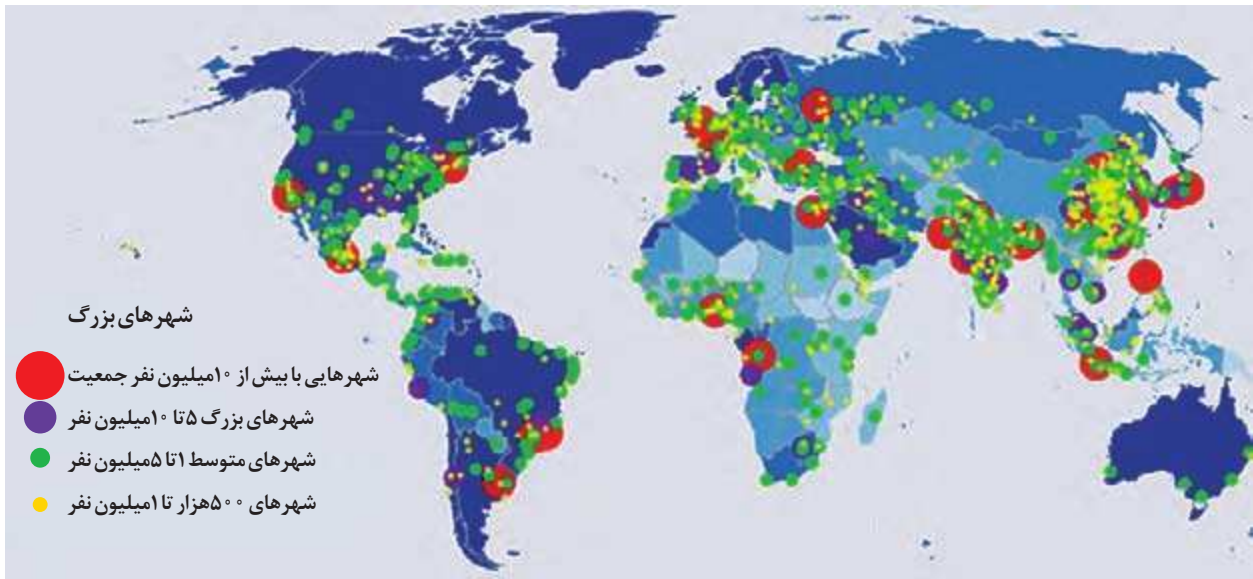 شهرهای بزرگ
شهرهایی با بیش از ۱۰میلیون نفر جمعیت
شهرهای بزرگ ۵تا ۱۰میلیون نفر
شهرهای متوسط ۱تا ۵میلیون نفر
شهرهای ۵۰۰هزار تا ۱میلیون نفر